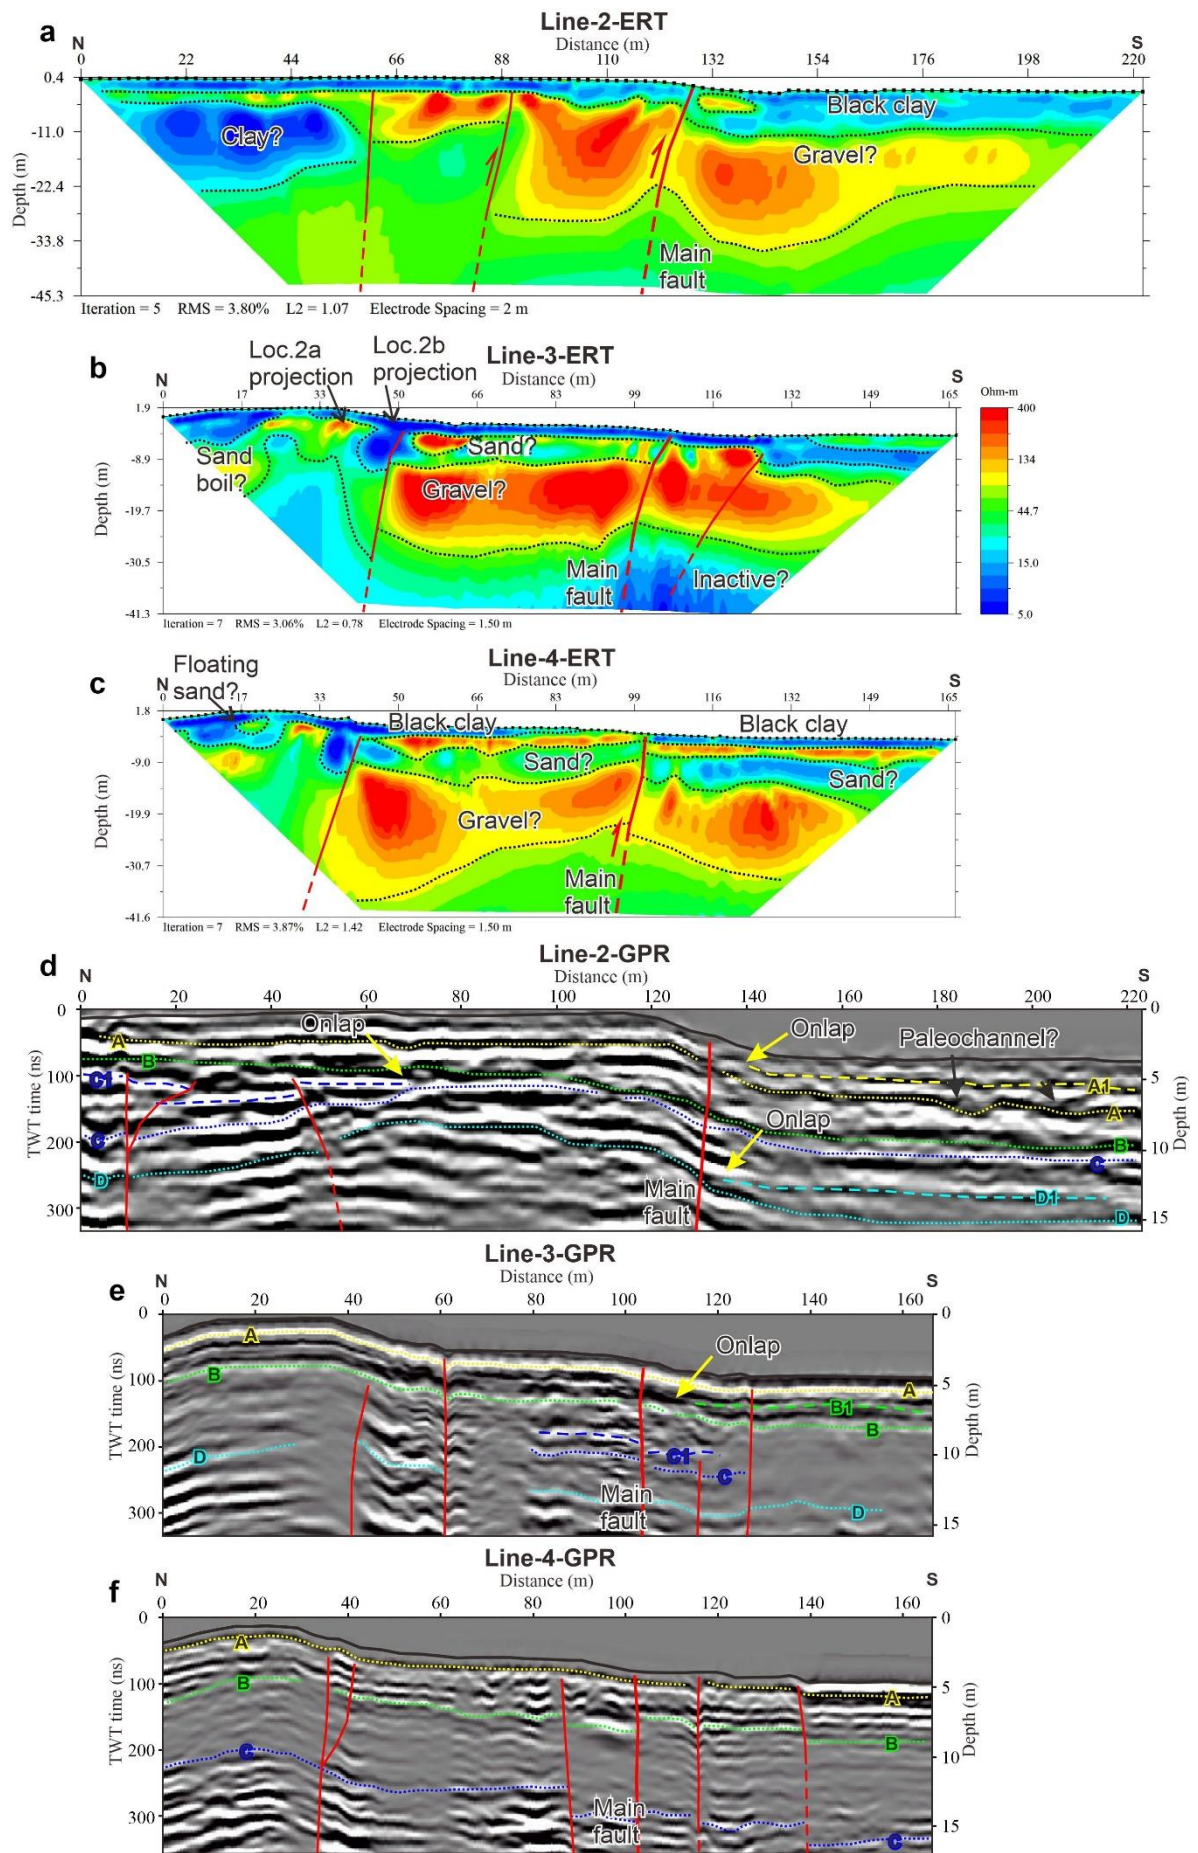 a
Line-2-ERT
N
Distance (m)
S
0 22 44 66 88 110 132 154 176 198 220
0.4
-11.0
-22.4
-33.8
-45.3
Depth (m)
Clay?
Black clay
Gravel?
Main
fault
Iteration = 5 RMS = 3.80% L2 = 1.07 Electrode Spacing = 2 m
b
Loc.2a
projection
Loc.2b
projection
Line-3-ERT
N
Distance (m)
S
0 17 33 50 66 83 99 116 132 149 165
1.9
-8.9
-19.7
-30.5
-41.3
Depth (m)
Sand
boil?
Sand?
Gravel?
Main
fault
Inactive?
Iteration = 7 RMS = 3.06% L2 = 0.78 Electrode Spacing = 1.50 m
Ohm-m
400
134
44.7
15.0
5.0
c
Floating
sand?
Line-4-ERT
N
Distance (m)
S
0 17 33 50 66 83 99 116 132 149 165
1.8
-9.0
-19.9
-30.7
-41.6
Depth (m)
Black clay
Black clay
Sand?
Sand?
Gravel?
Main
fault
Iteration = 7 RMS = 3.87% L2 = 1.42 Electrode Spacing = 1.50 m
d
Line-2-GPR
N
Distance (m)
S
0 20 40 60 80 100 120 140 160 180 200 220
0
100
200
300
TWT time (ns)
0
5
10
15
Depth (m)
A
B
C1
C
D
Onlap
Onlap
Onlap
Paleochannel?
A1
A
B
C
D1
D
Main
fault
e
Line-3-GPR
N
Distance (m)
S
0 20 40 60 80 100 120 140 160
0
100
200
300
TWT time (ns)
0
5
10
15
Depth (m)
A
B
D
Onlap
A
B1
B
C1
C
D
Main
fault
f
Line-4-GPR
N
Distance (m)
S
0 20 40 60 80 100 120 140 160
0
100
200
300
TWT time (ns)
0
5
10
15
Depth (m)
A
B
C
A
B
C
Main
fault